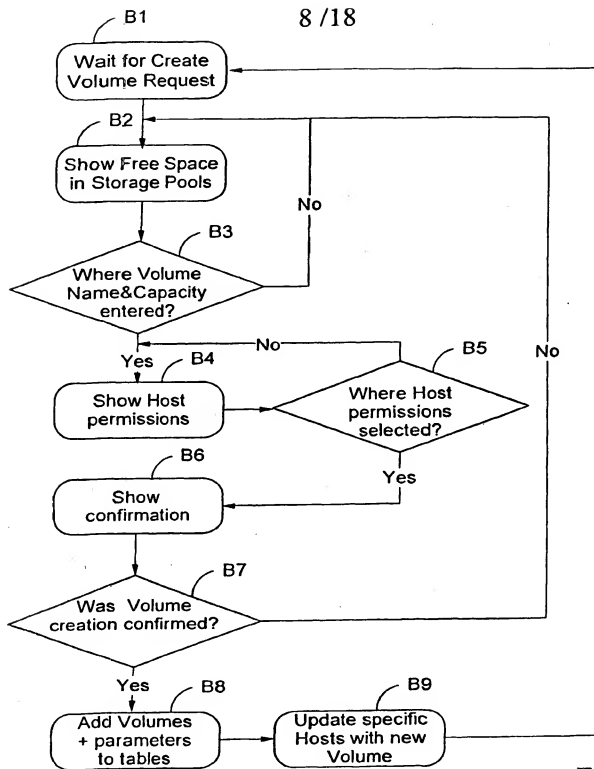 8 /18
B1
Wait for Create
Volume Request
B2
Show Free Space
in Storage Pools
No
B3
Where Volume
Name&Capacity
entered?
Yes
No
B4
Show Host
permissions
B5
Where Host
permissions
selected?
No
Yes
B6
Show
confirmation
B7
Was Volume
creation confirmed?
Yes
B8
Add Volumes
+ parameters
to tables
B9
Update specific
Hosts with new
Volume